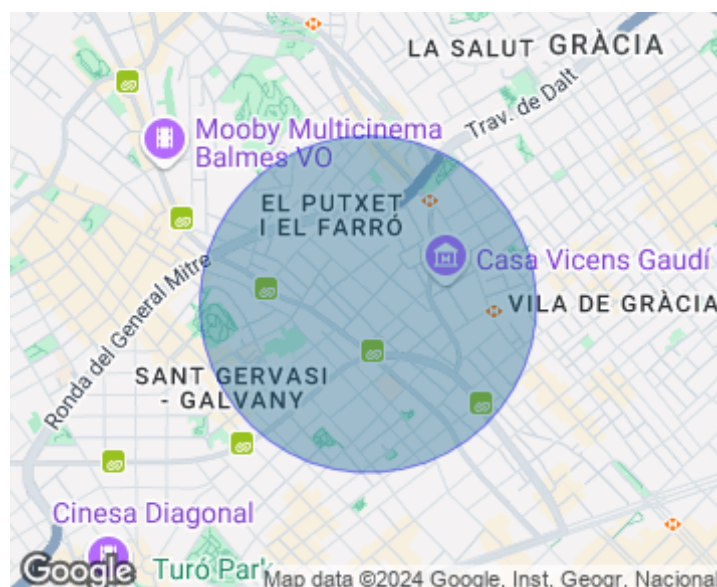 LA SALUT
GRÀCIA
Trav. de Dalt
Mooby Multicinema
Balmes VO
EL PUTXET
I EL FARRÓ
Casa Vicens Gaudí
Ronda del General Mitre
VILA DE GRÀCIA
SANT GERVASI
- GALVANY
Cinesa Diagonal
Turó Park
Google
Map data ©2024 Google, Inst. Geogr. Nacional